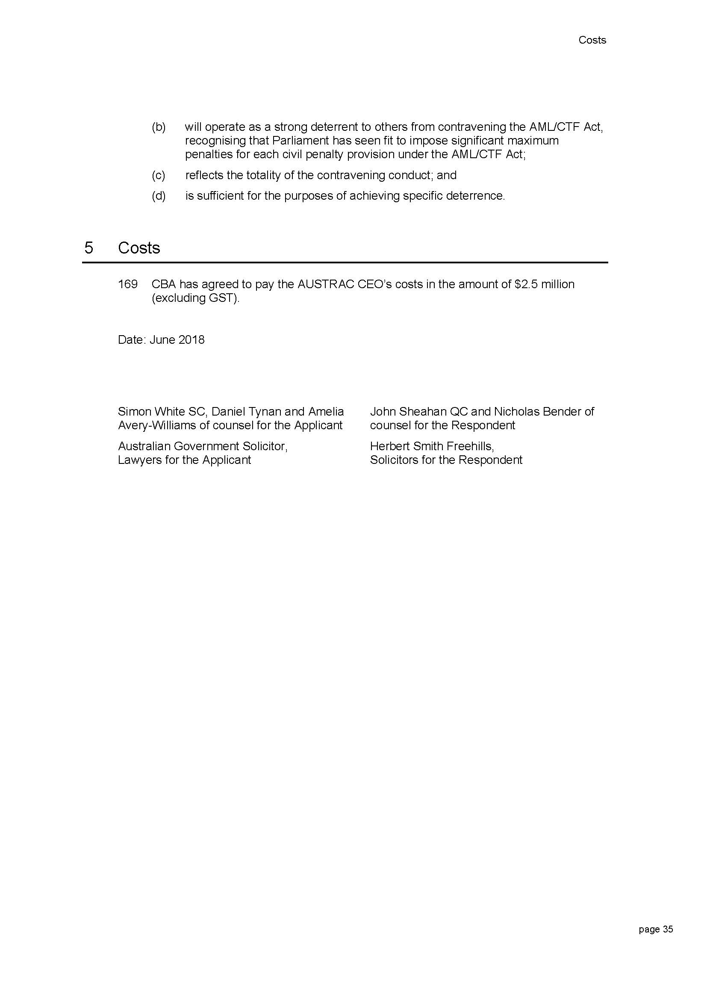 Costs
(b) will operate as a strong deterrent to others from contravening the AML/CTF Act,
recognising that Parliament has seen fit to impose significant maximum
penalties for each civil penalty provision under the AML/CTF Act;
(c) reflects the totality of the contravening conduct; and
(d) is sufficient for the purposes of achieving specific deterrence.
5 Costs
169 CBA has agreed to pay the AUSTRAC CEO’s costs in the amount of $2.5 million
(excluding GST).
Date: June 2018
Simon White SC, Daniel Tynan and Amelia
Avery-Williams of counsel for the Applicant
Australian Government Solicitor,
Lawyers for the Applicant
John Sheahan QC and Nicholas Bender of
counsel for the Respondent
Herbert Smith Freehills,
Solicitors for the Respondent
page 35